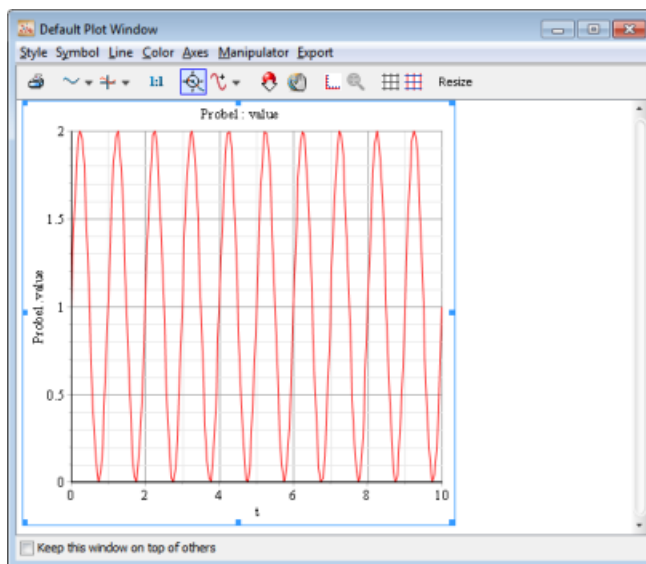 Default Plot Window
Style Symbol Line Color Axes Manipulator Export
1:1 Resize
Probe1: value
2
1.5
1
0.5
0
Probe1: value
0 2 4 6 8 10
t
Keep this window on top of others